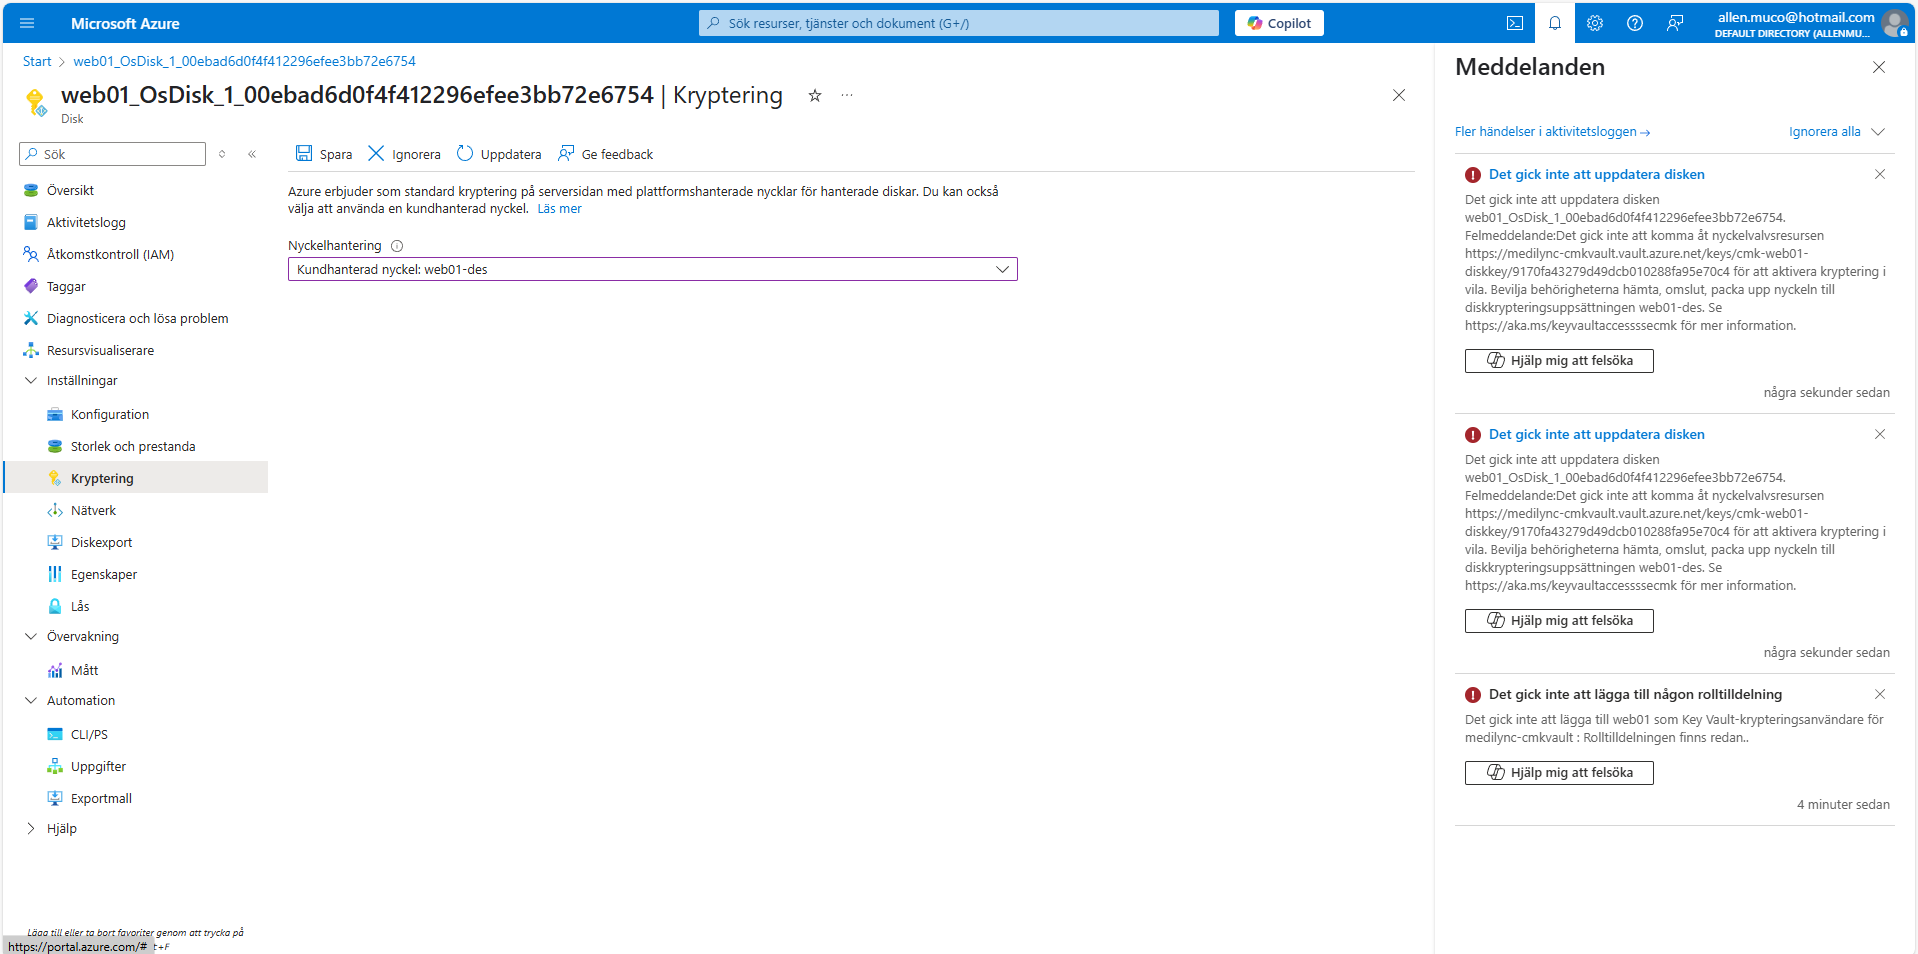 Microsoft Azure
Sök resurser, tjänster och dokument (G+/)
Copilot
allen.muco@hotmail.com
DEFAULT DIRECTORY (ALLENMU...
Start > web01_OsDisk_1_00ebad6d0f4f412296efee3bb72e6754
web01_OsDisk_1_00ebad6d0f4f412296efee3bb72e6754 | Kryptering
Disk
Sök
Översikt
Aktivitetslogg
Åtkomstkontroll (IAM)
Taggar
Diagnosticera och lösa problem
Resursvisualiserare
Inställningar
Konfiguration
Storlek och prestanda
Kryptering
Nätverk
Diskexport
Egenskaper
Lås
Övervakning
Mått
Automation
CLI/PS
Uppgifter
Exportmall
Hjälp
Lägg till eller ta bort favoriter genom att trycka på
https://portal.azure.com/#
t+F
Spara
Ignorera
Uppdatera
Ge feedback
Azure erbjuder som standard kryptering på serversidan med plattformshanterade nycklar för hanterade diskar. Du kan också
välja att använda en kundhanterad nyckel. Läs mer
Nyckelhantering
Kundhanterad nyckel: web01-des
Meddelanden
Fler händelser i aktivitetsloggen →
Ignorera alla
Det gick inte att uppdatera disken
Det gick inte att uppdatera disken
web01_OsDisk_1_00ebad6d0f4f412296efee3bb72e6754.
Felmeddelande:Det gick inte att komma åt nyckelvalvsresursen
https://medilync-cmkvault.vault.azure.net/keys/cmk-web01-
diskkey/9170fa43279d49dcb010288fa95e70c4 för att aktivera kryptering i
vila. Bevilja behörigheterna hämta, omslut, packa upp nyckeln till
diskkrypteringsuppsättningen web01-des. Se
https://aka.ms/keyvaultaccessssecmk för mer information.
Hjälp mig att felsöka
några sekunder sedan
Det gick inte att uppdatera disken
Det gick inte att uppdatera disken
web01_OsDisk_1_00ebad6d0f4f412296efee3bb72e6754.
Felmeddelande:Det gick inte att komma åt nyckelvalvsresursen
https://medilync-cmkvault.vault.azure.net/keys/cmk-web01-
diskkey/9170fa43279d49dcb010288fa95e70c4 för att aktivera kryptering i
vila. Bevilja behörigheterna hämta, omslut, packa upp nyckeln till
diskkrypteringsuppsättningen web01-des. Se
https://aka.ms/keyvaultaccessssecmk för mer information.
Hjälp mig att felsöka
några sekunder sedan
Det gick inte att lägga till någon rolltilldelning
Det gick inte att lägga till web01 som Key Vault-krypteringsanvändare för
medilync-cmkvault : Rolltilldelningen finns redan..
Hjälp mig att felsöka
4 minuter sedan